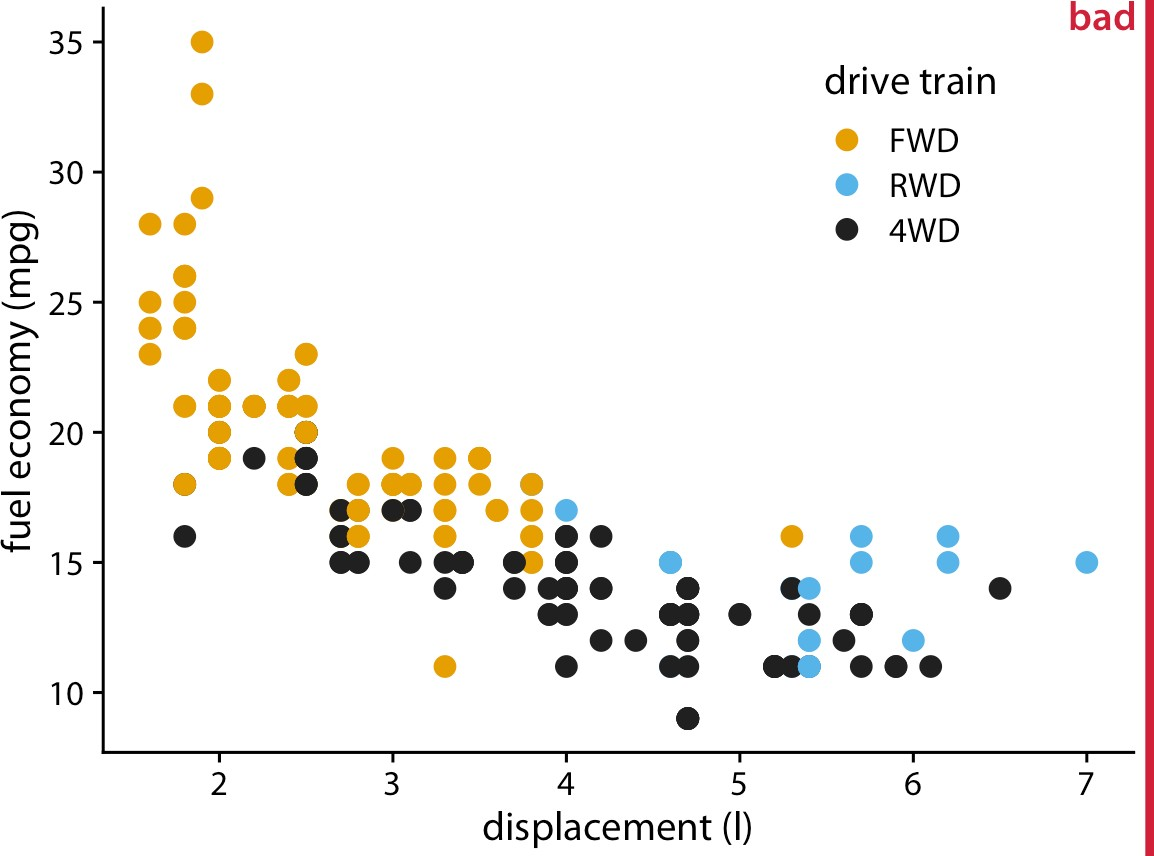 bad
drive train
FWD
RWD
4WD
fuel economy (mpg)
35
30
25
20
15
10
2 3 4 5 6 7
displacement (l)